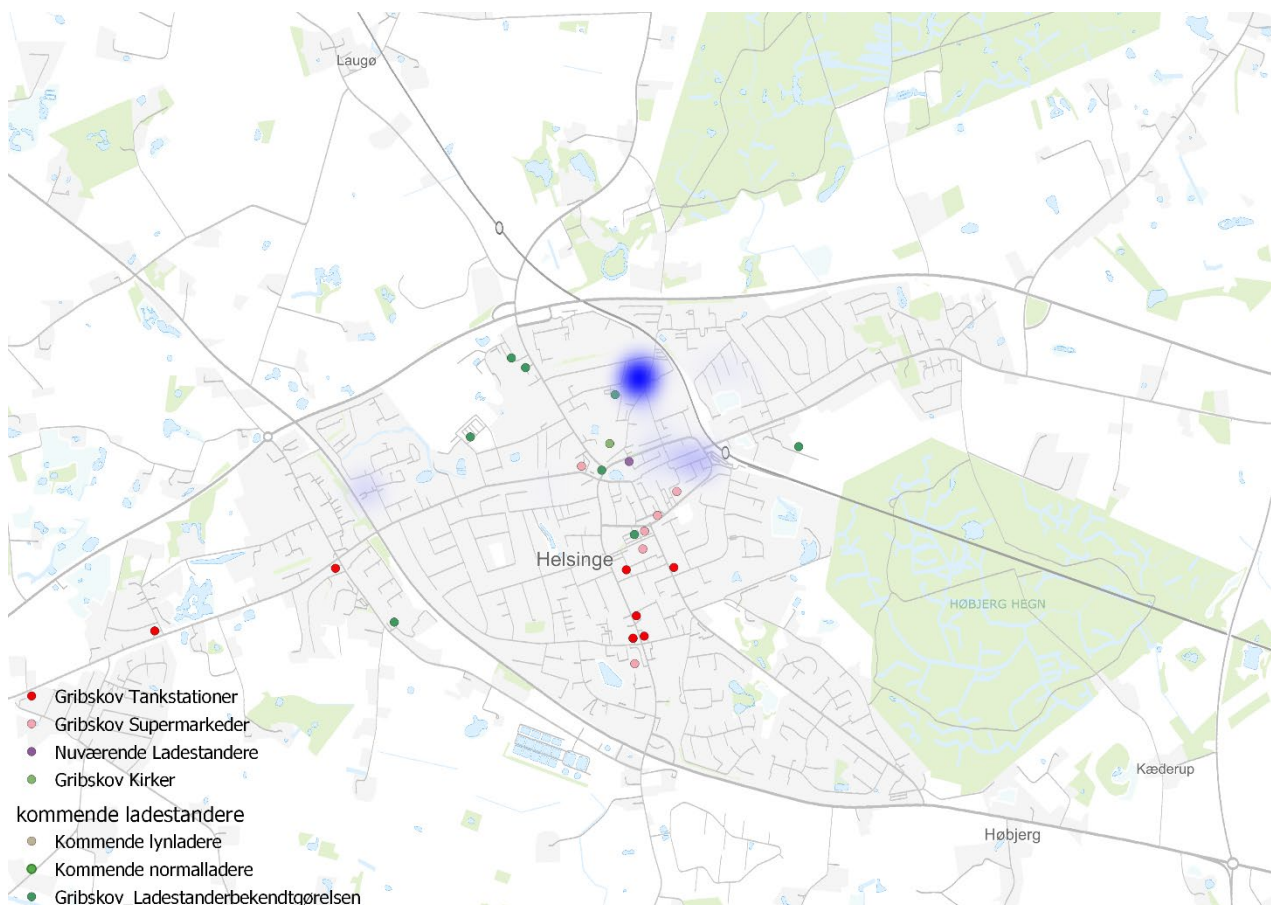 Laugø
Helsinge
HØBJERG HEGN
Kæderup
Høbjerg
Gribskov Tankstationer
Gribskov Supermarkeder
Nuværende Ladestandere
Gribskov Kirker
kommende ladestandere
Kommende lynladere
Kommende normalladere
Gribskov_Ladestanderbekendtgørelsen